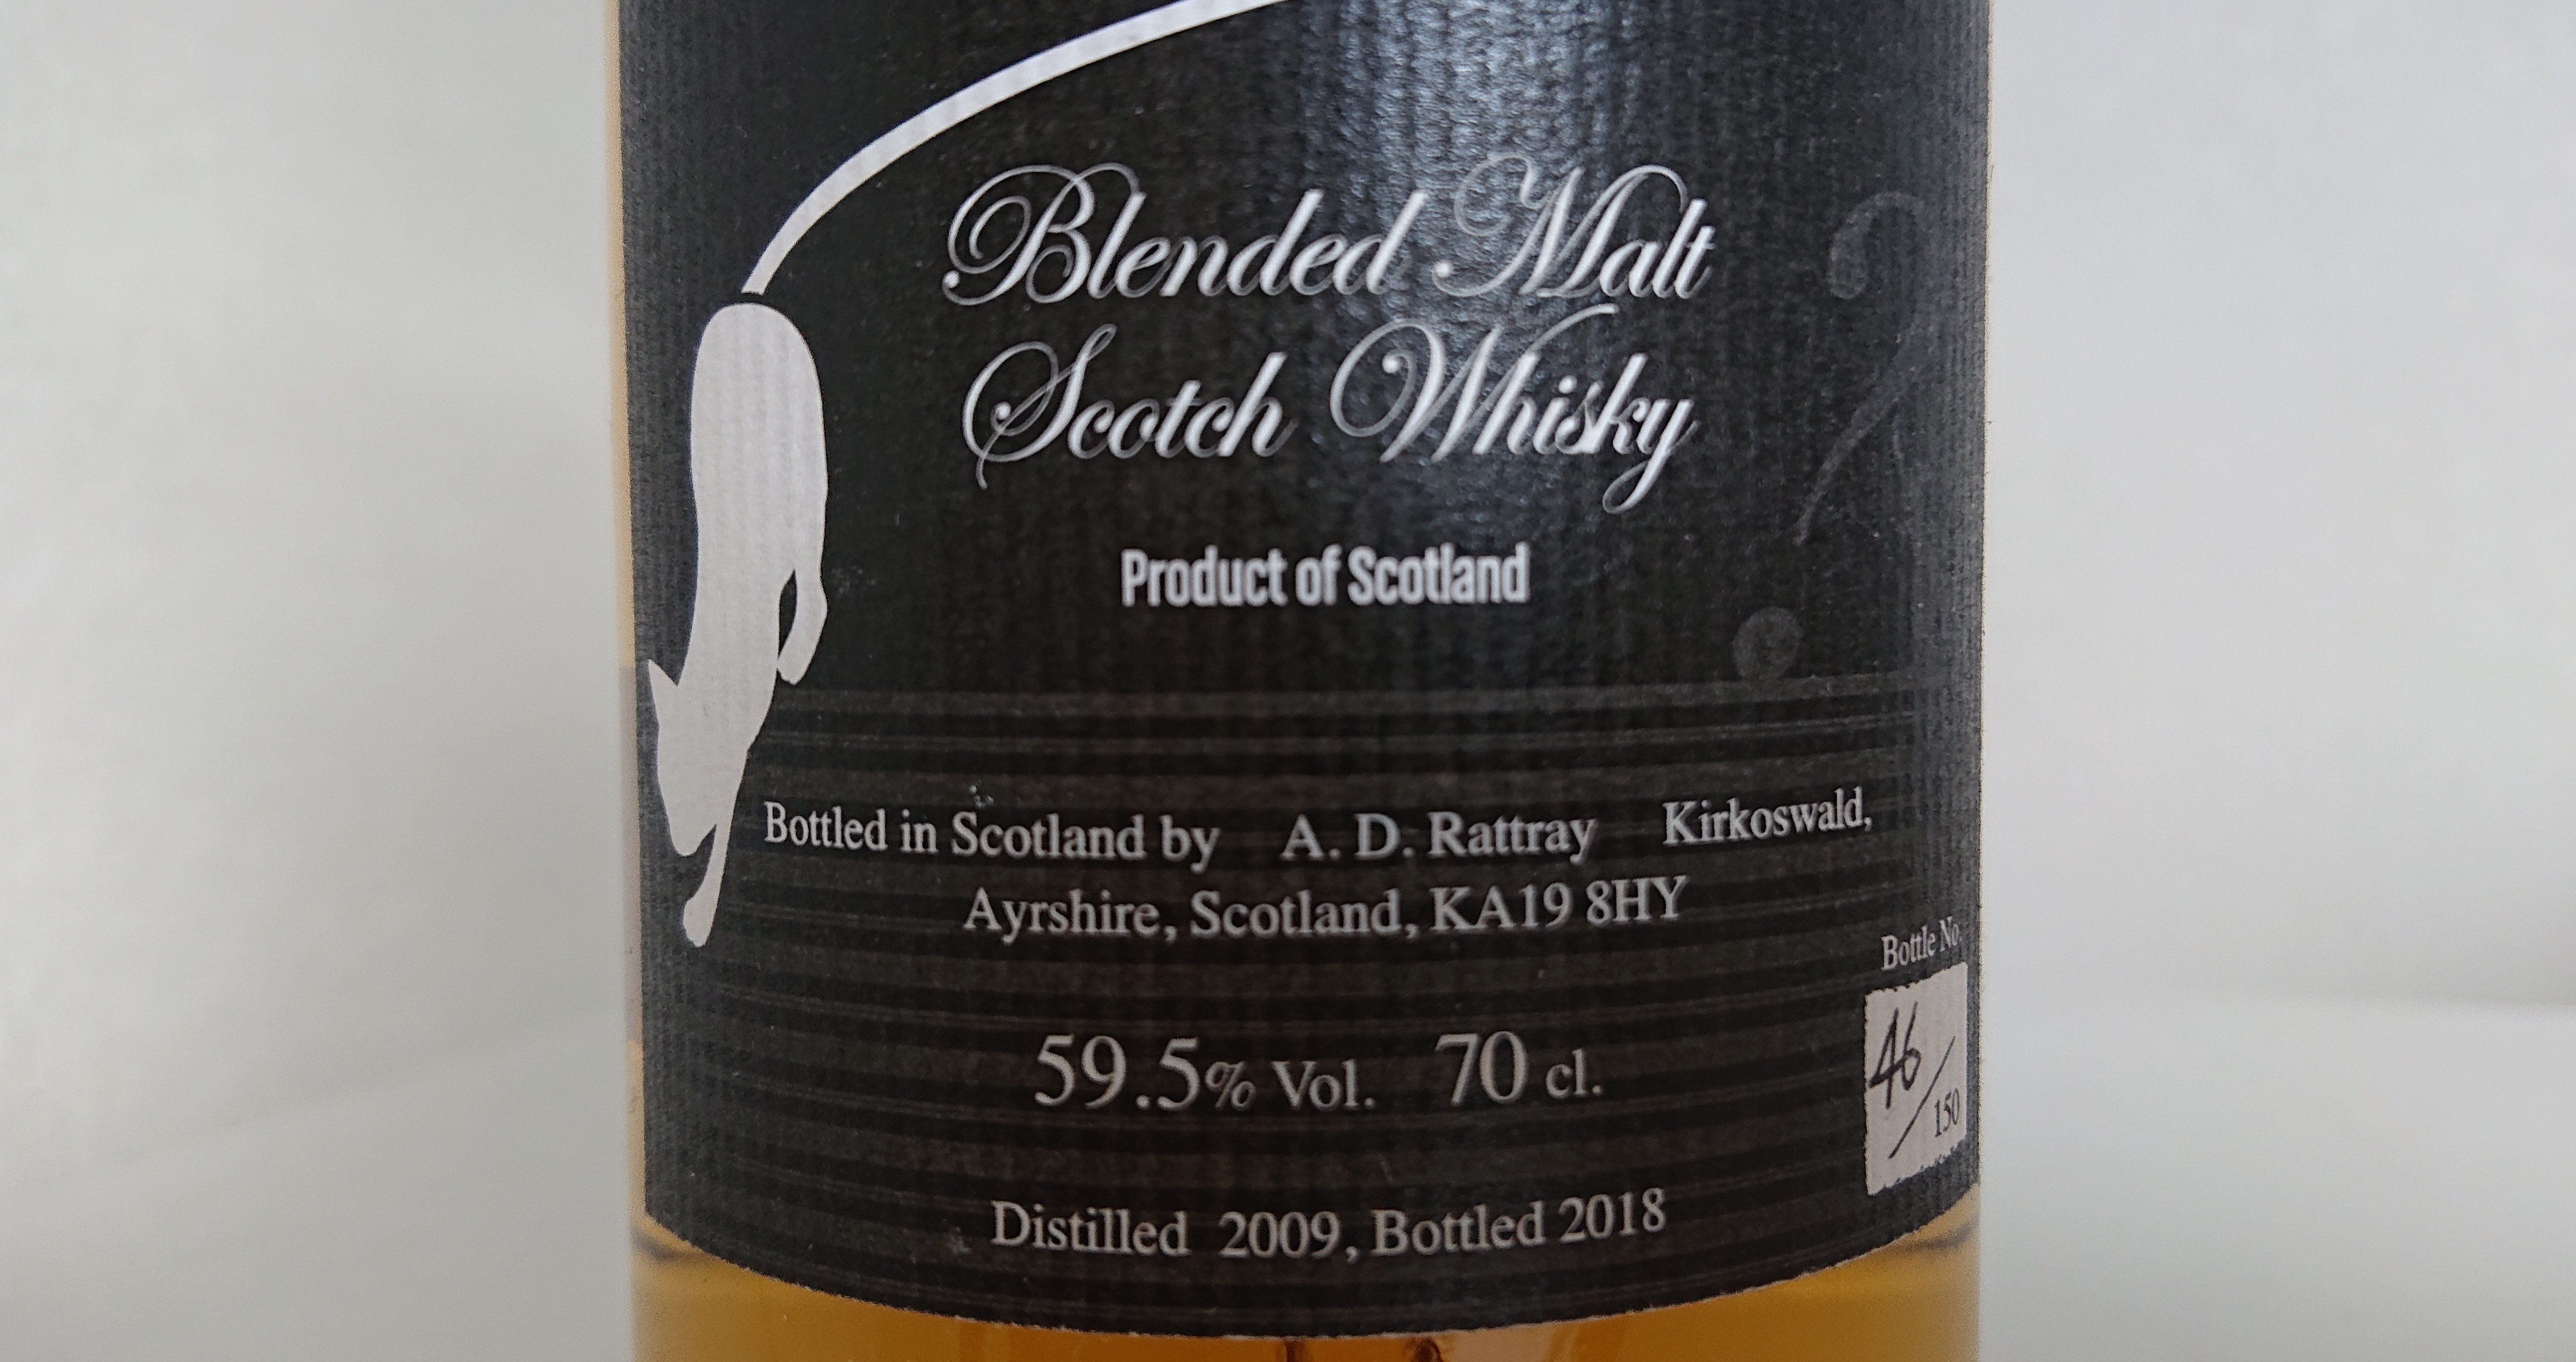 Blended Malt
Scotch Whisky
?
Product of Scotland
Bottled in Scotland by A. D. Rattray Kirkoswald,
Ayrshire, Scotland, KA19 8HY
Bottle No.
46/150
59.5% Vol. 70 cl.
Distilled 2009, Bottled 2018